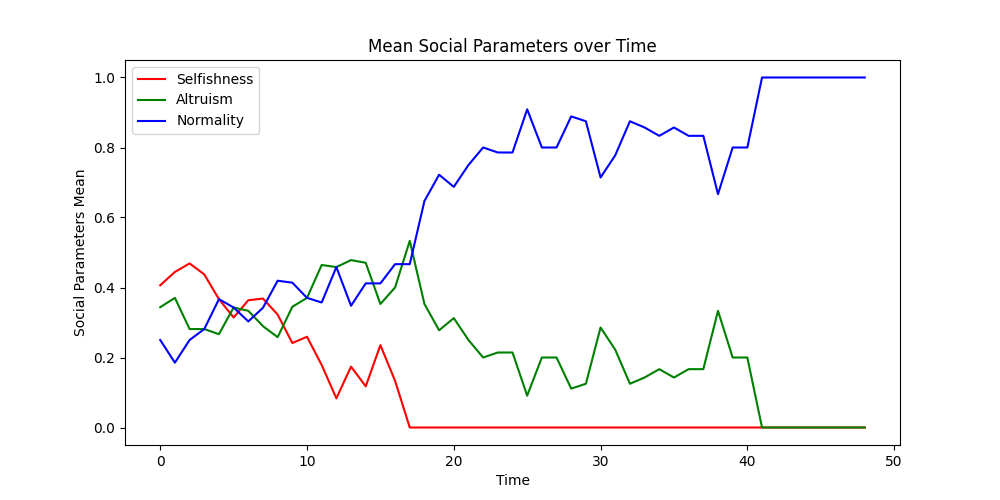 Mean Social Parameters over Time
Selfishness
Altruism
Normality
Social Parameters Mean
1.0
0.8
0.6
0.4
0.2
0.0
0 10 20 30 40 50
Time